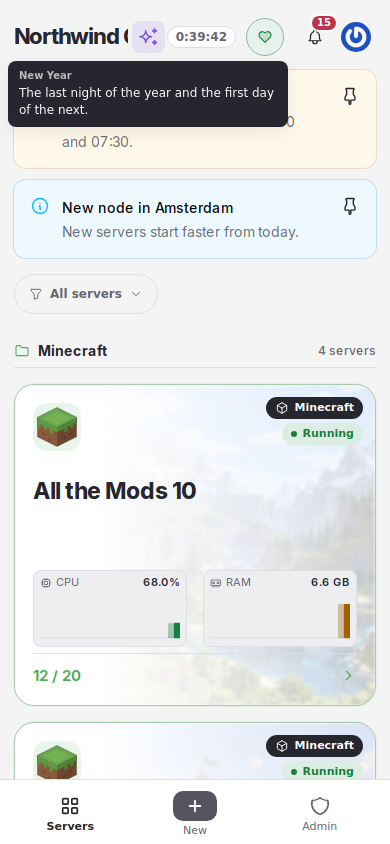 Northwind
0:39:42
15
New Year
The last night of the year and the first day
of the next.
and 07:30.
New node in Amsterdam
New servers start faster from today.
All servers
Minecraft
4 servers
Minecraft
Running
All the Mods 10
CPU
68.0%
RAM
6.6 GB
12 / 20
Minecraft
Running
Servers
New
Admin